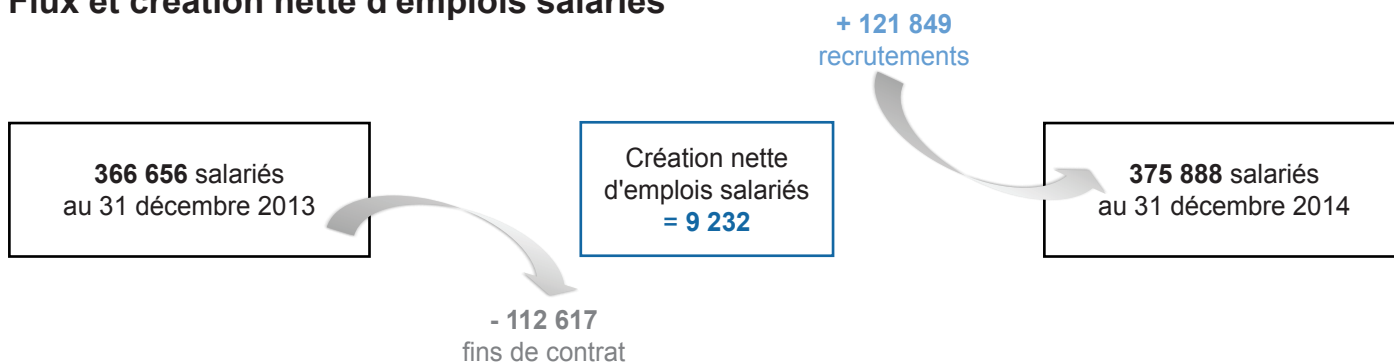 Flux et création nette d'emplois salariés
+ 121 849
recrutements
366 656 salariés
au 31 décembre 2013
Création nette
d'emplois salariés
= 9 232
375 888 salariés
au 31 décembre 2014
- 112 617
fins de contrat